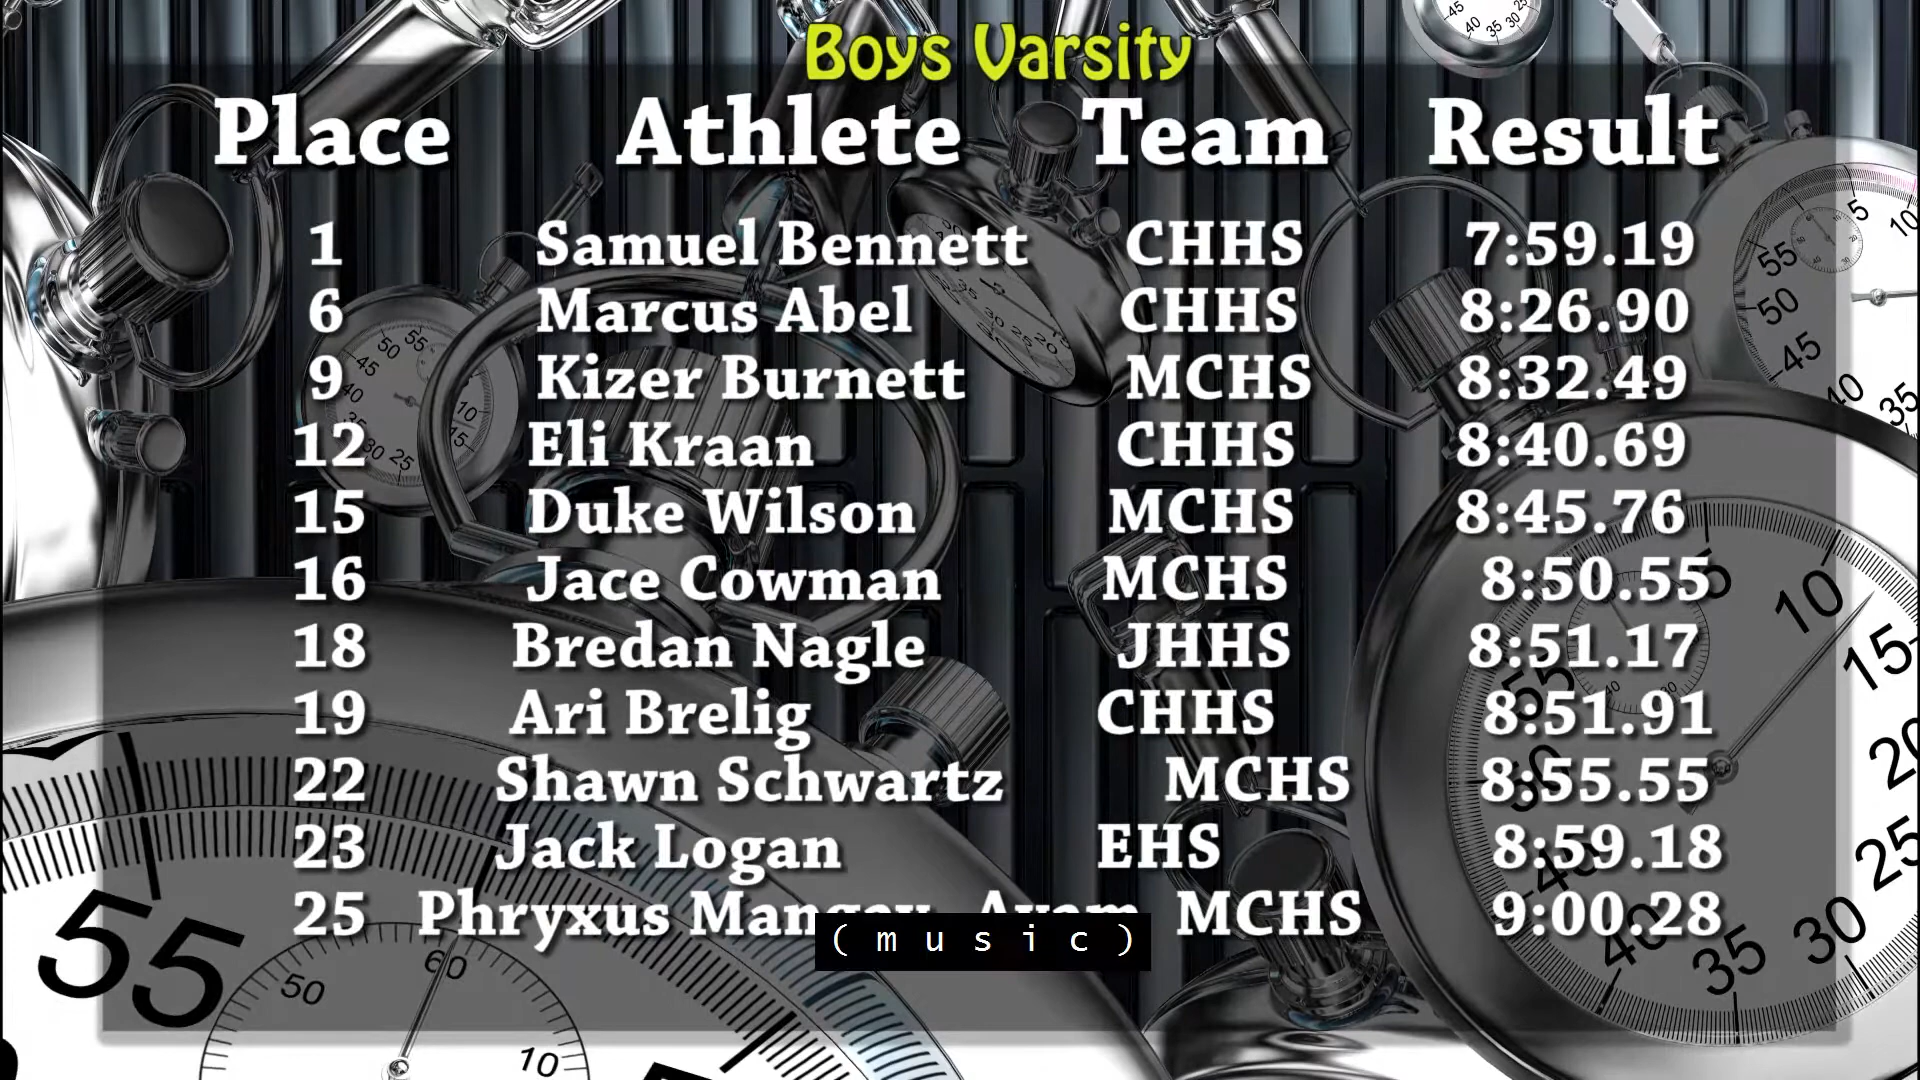 Boys Varsity
Place Athlete Team Result
1 Samuel Bennett CHHS 7:59.19
6 Marcus Abel CHHS 8:26.90
9 Kizer Burnett MCHS 8:32.49
12 Eli Kraan CHHS 8:40.69
15 Duke Wilson MCHS 8:45.76
16 Jace Cowman MCHS 8:50.55
18 Bredan Nagle JHHS 8:51.17
19 Ari Brelig CHHS 8:51.91
22 Shawn Schwartz MCHS 8:55.55
23 Jack Logan EHS 8:59.18
25 Phryxus MCHS 9:00.28
(music)